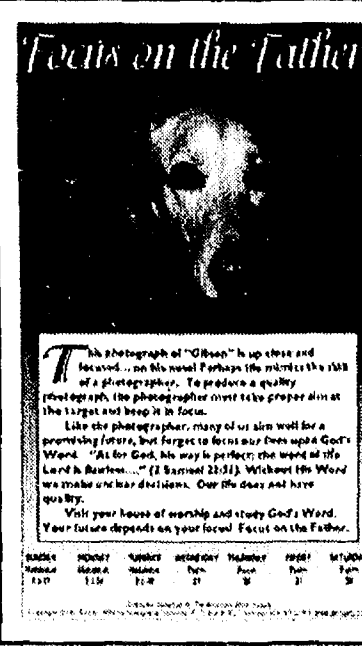 Focus on the Father
This photograph of "Gibson" is up close and
focused... on his nose! Perhaps this mimics the skill
of a photographer. To produce a quality
photograph, the photographer must take proper aim at
the target and keep it in focus.
Like the photographer, many of us aim well for a
promising future, but forget to focus our lives upon God's
Word. "As for God, his way is perfect; the word of the
Lord is flawless...." (2 Samuel 22:31). Without His Word
we make unclear decisions. Our life does not have
quality.
Visit your house of worship and study God's Word.
Your future depends on your focus! Focus on the Father.
SUNDAY MONDAY TUESDAY WEDNESDAY THURSDAY FRIDAY SATURDAY